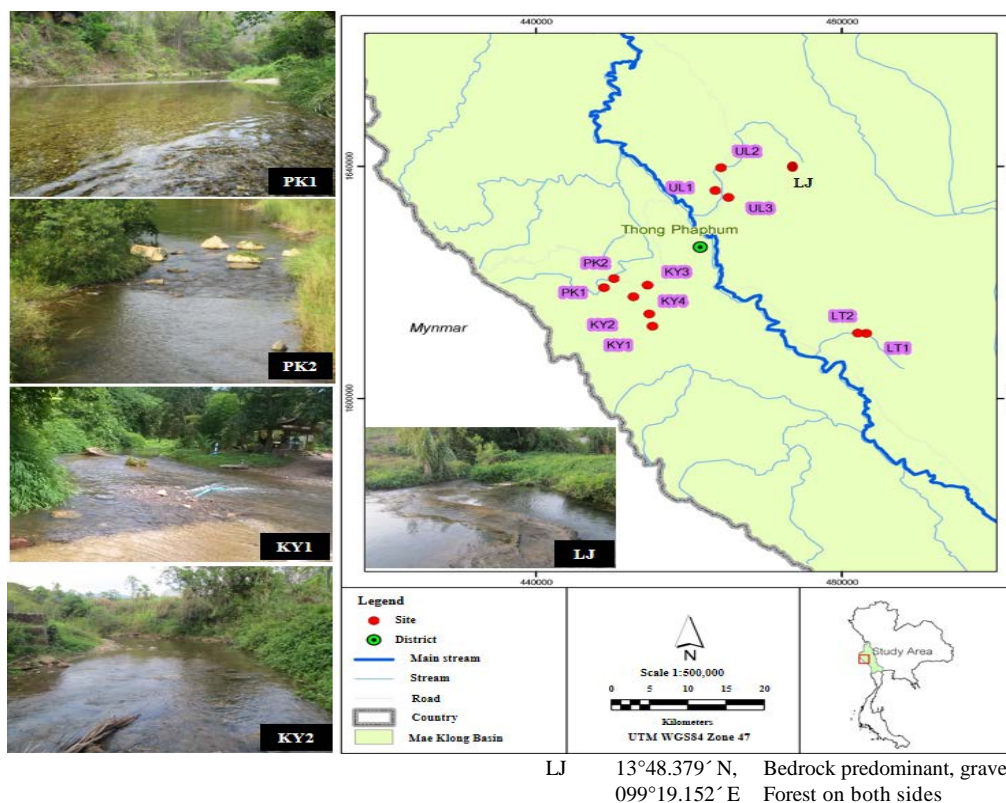 PK1
PK2
KY1
KY2
440000
480000
1640000
1600000
UL2
LJ
UL1
UL3
Thong Phaphum
PK2
KY3
PK1
KY4
Mynmar
KY2
KY1
LT2
LT1
LJ
440000
480000
Legend
Site
District
Main stream
Stream
Road
Country
Mae Klong Basin
N
Scale 1:500,000
0 5 10 15 20
Kilometers
UTM WGS84 Zone 47
Study Area
LJ 13°48.379´ N, Bedrock predominant, grave
099°19.152´ E Forest on both sides